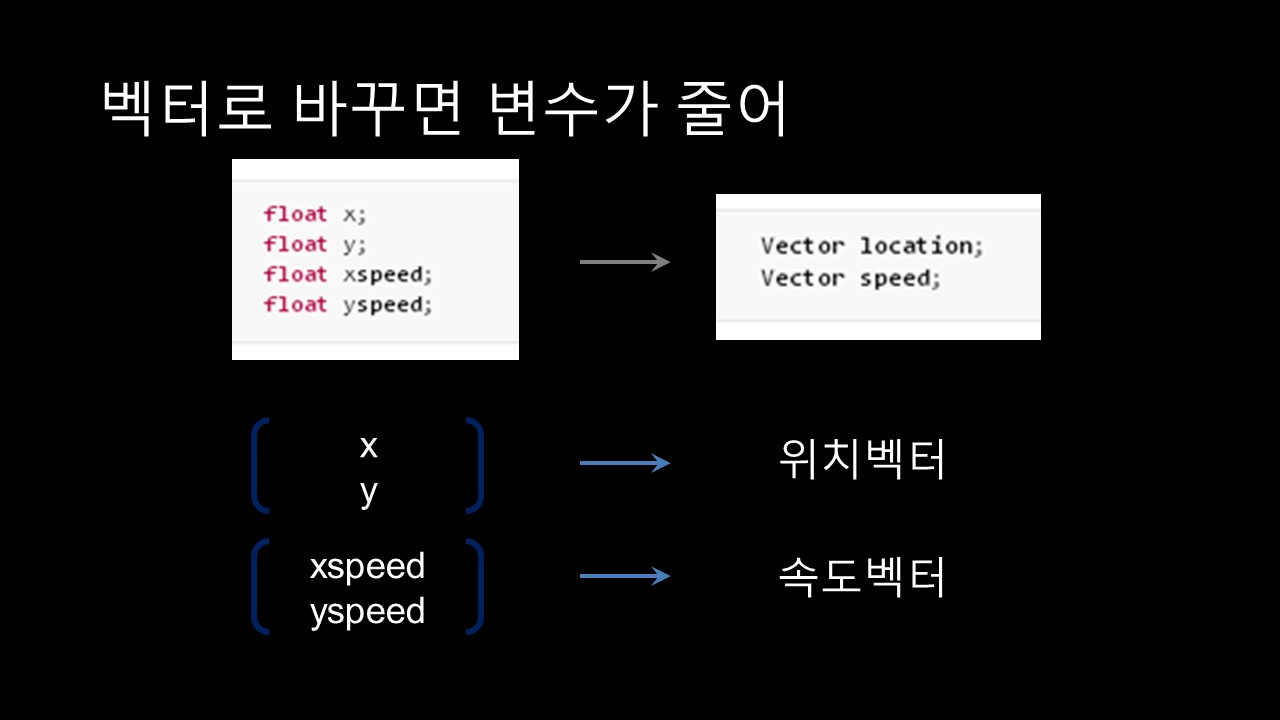 벡터로 바꾸면 변수가 줄어
float x;
float y;
float xspeed;
float yspeed;
Vector location;
Vector speed;
x
y
위치벡터
xspeed
yspeed
속도벡터